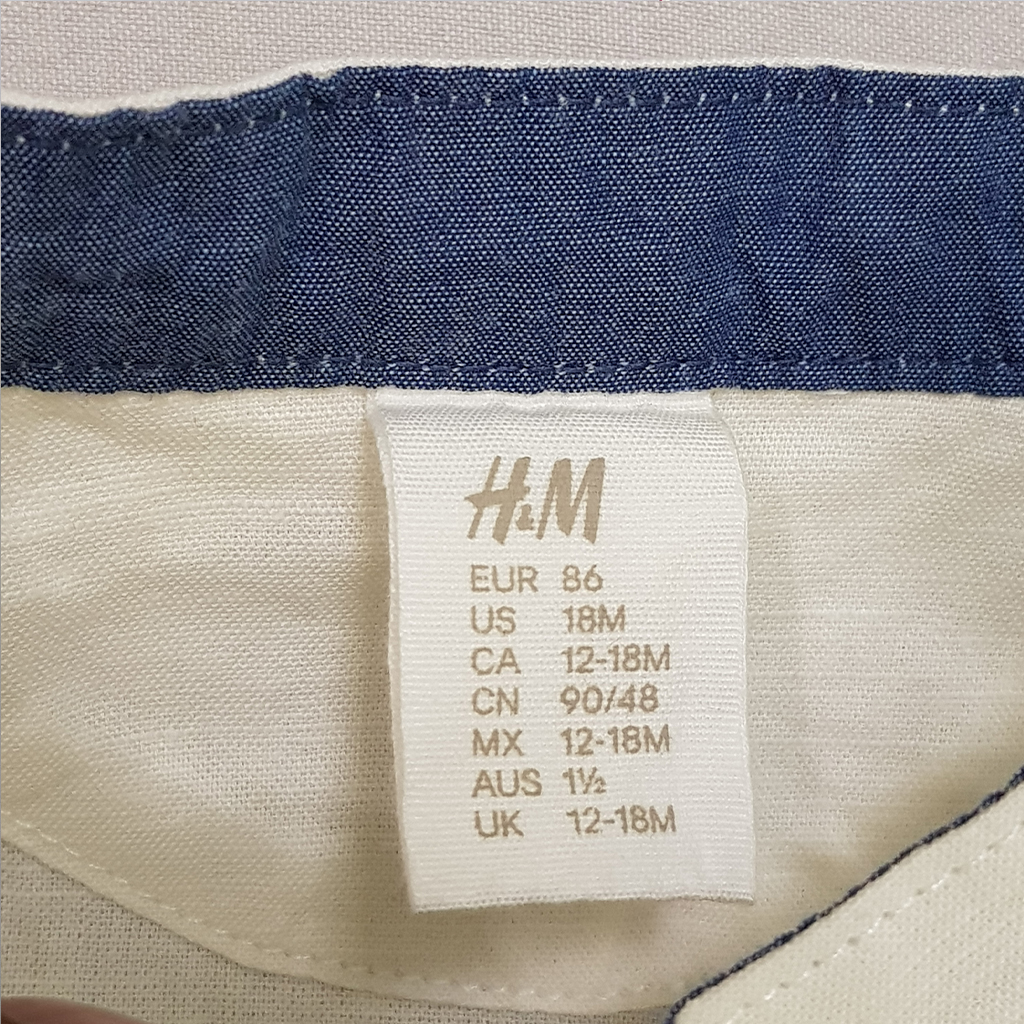 H&M
EUR 86
US 18M
CA 12-18M
CN 90/48
MX 12-18M
AUS 1½
UK 12-18M